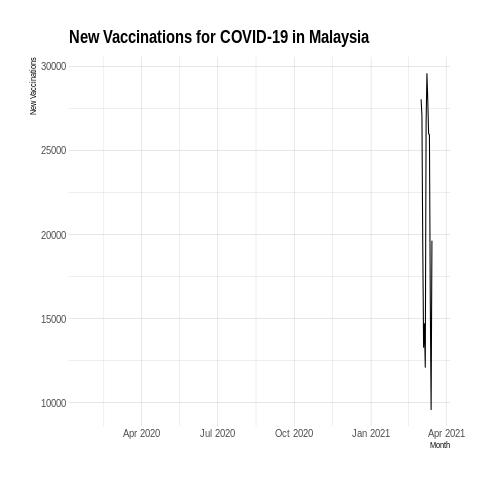 New Vaccinations for COVID-19 in Malaysia
New Vaccinations
30000
25000
20000
15000
10000
Apr 2020 Jul 2020 Oct 2020 Jan 2021 Apr 2021
Month